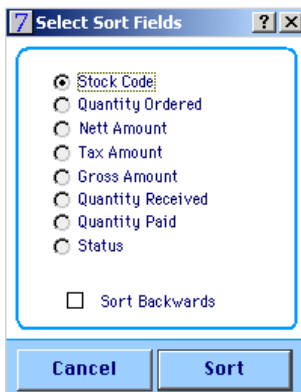 7 Select Sort Fields ? X
Stock Code
Quantity Ordered
Nett Amount
Tax Amount
Gross Amount
Quantity Received
Quantity Paid
Status
Sort Backwards
Cancel Sort